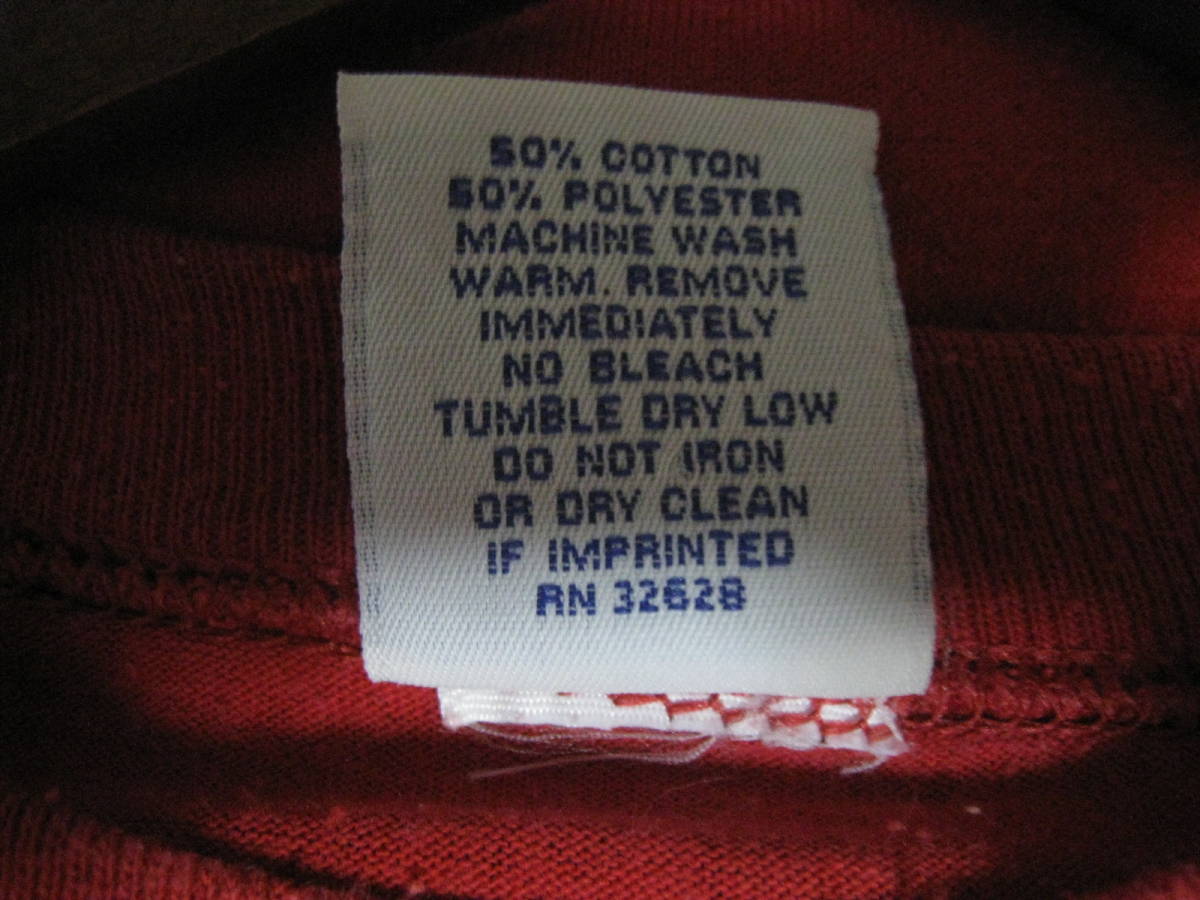 50% COTTON
50% POLYESTER
MACHINE WASH
WARM. REMOVE
IMMEDIATELY
NO BLEACH
TUMBLE DRY LOW
DO NOT IRON
OR DRY CLEAN
IF IMPRINTED
RN 32628